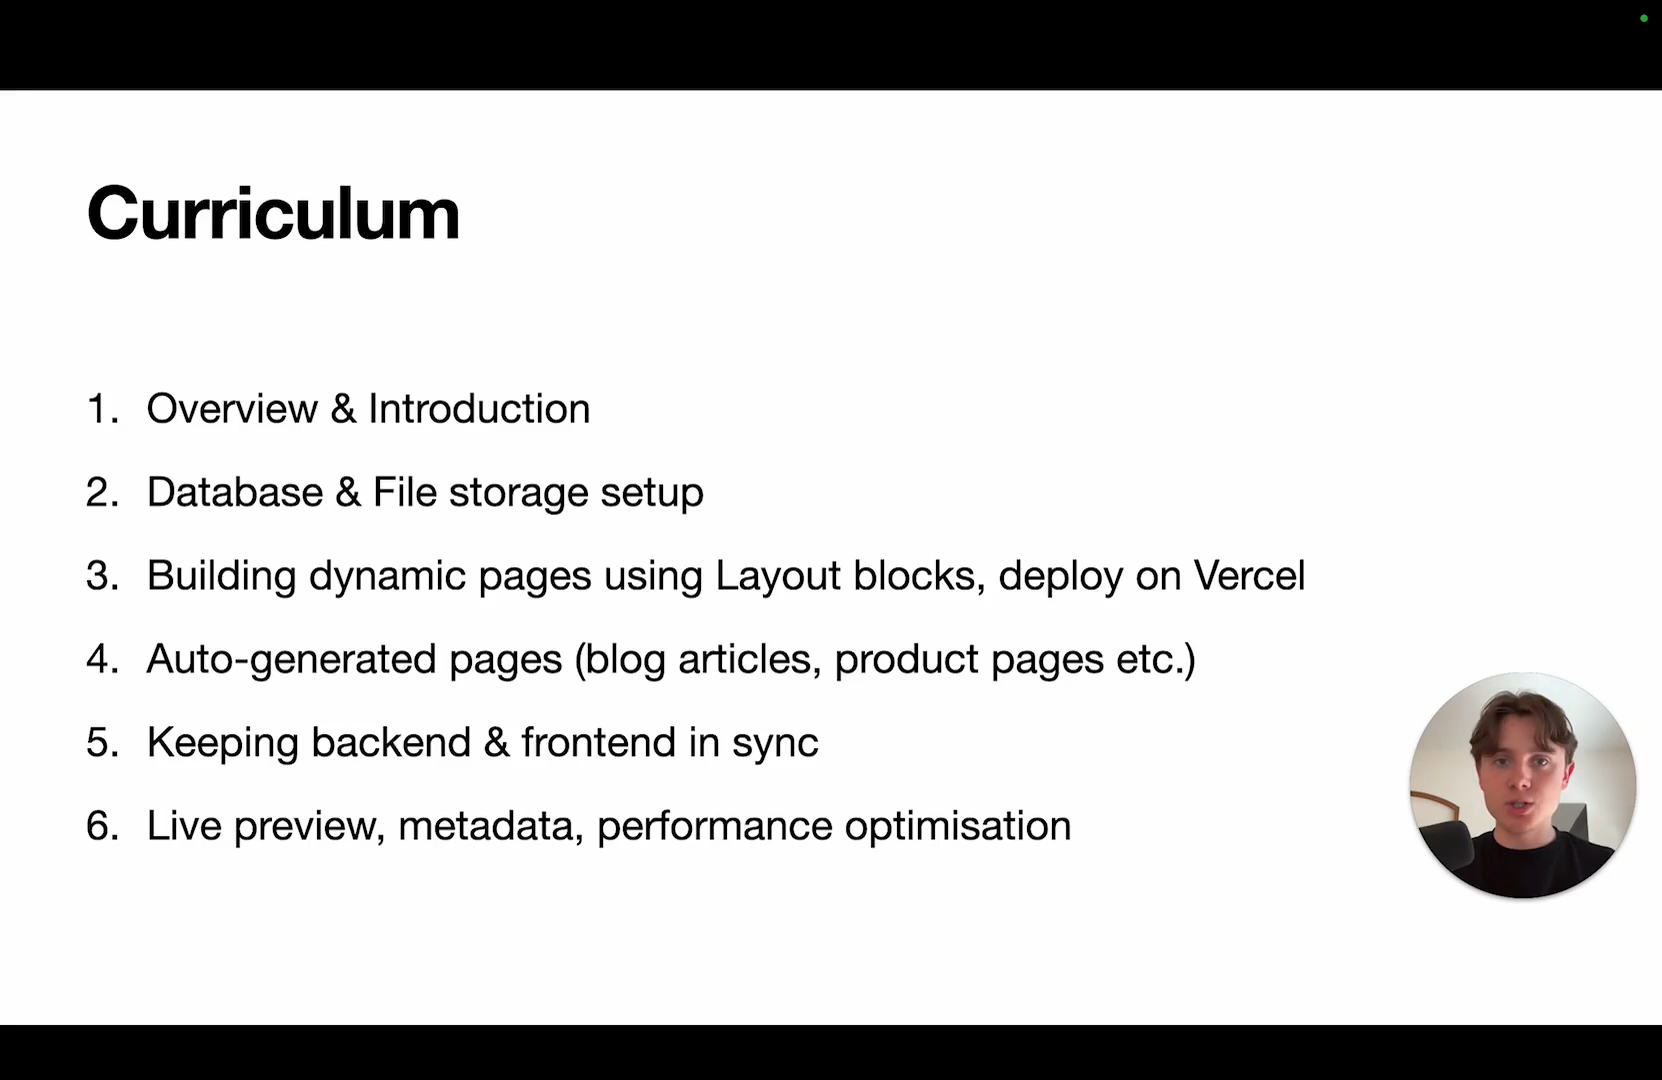 Curriculum
1. Overview & Introduction
2. Database & File storage setup
3. Building dynamic pages using Layout blocks, deploy on Vercel
4. Auto-generated pages (blog articles, product pages etc.)
5. Keeping backend & frontend in sync
6. Live preview, metadata, performance optimisation